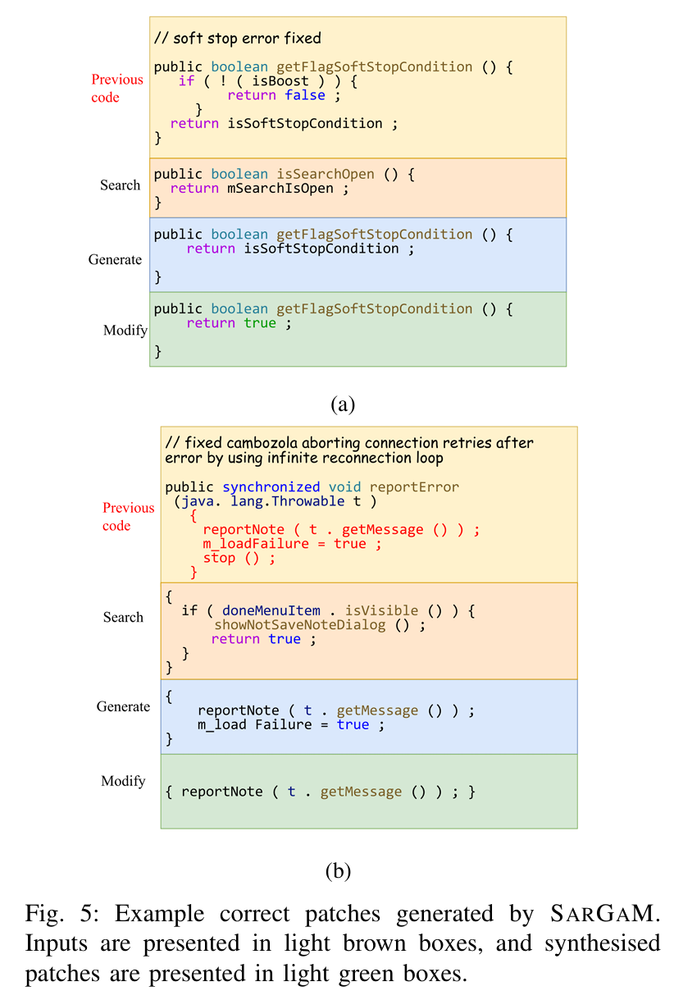 // soft stop error fixed
Previous code
public boolean getFlagSoftStopCondition () {
if ( ! ( isBoost ) ) {
return false ;
}
return isSoftStopCondition ;
}
Search
public boolean isSearchOpen () {
return mSearchIsOpen ;
}
Generate
public boolean getFlagSoftStopCondition () {
return isSoftStopCondition ;
}
Modify
public boolean getFlagSoftStopCondition () {
return true ;
}
(a)
// fixed cambozola aborting connection retries after
error by using infinite reconnection loop
Previous code
public synchronized void reportError
(java. lang.Throwable t )
{
reportNote ( t . getMessage () ) ;
m_loadFailure = true ;
stop () ;
}
Search
{
if ( doneMenuItem . isVisible () ) {
showNotSaveNoteDialog () ;
return true ;
}
}
Generate
{
reportNote ( t . getMessage () ) ;
m_load Failure = true ;
}
Modify
{ reportNote ( t . getMessage () ) ; }
(b)
Fig. 5: Example correct patches generated by SARGAM.
Inputs are presented in light brown boxes, and synthesised
patches are presented in light green boxes.